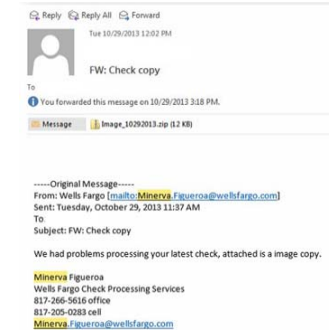 Reply Reply All Forward
Tue 10/29/2013 12:02 PM
FW: Check copy
To
You forwarded this message on 10/29/2013 3:18 PM.
Message Image_10292013.zip (12 KB)
-----Original Message-----
From: Wells Fargo [mailto:Minerva.Figueroa@wellsfargo.com]
Sent: Tuesday, October 29, 2013 11:37 AM
To.
Subject: FW: Check copy
We had problems processing your latest check, attached is a image copy.
Minerva Figueroa
Wells Fargo Check Processing Services
817-266-5616 office
817-205-0283 cell
Minerva.Figueroa@wellsfargo.com